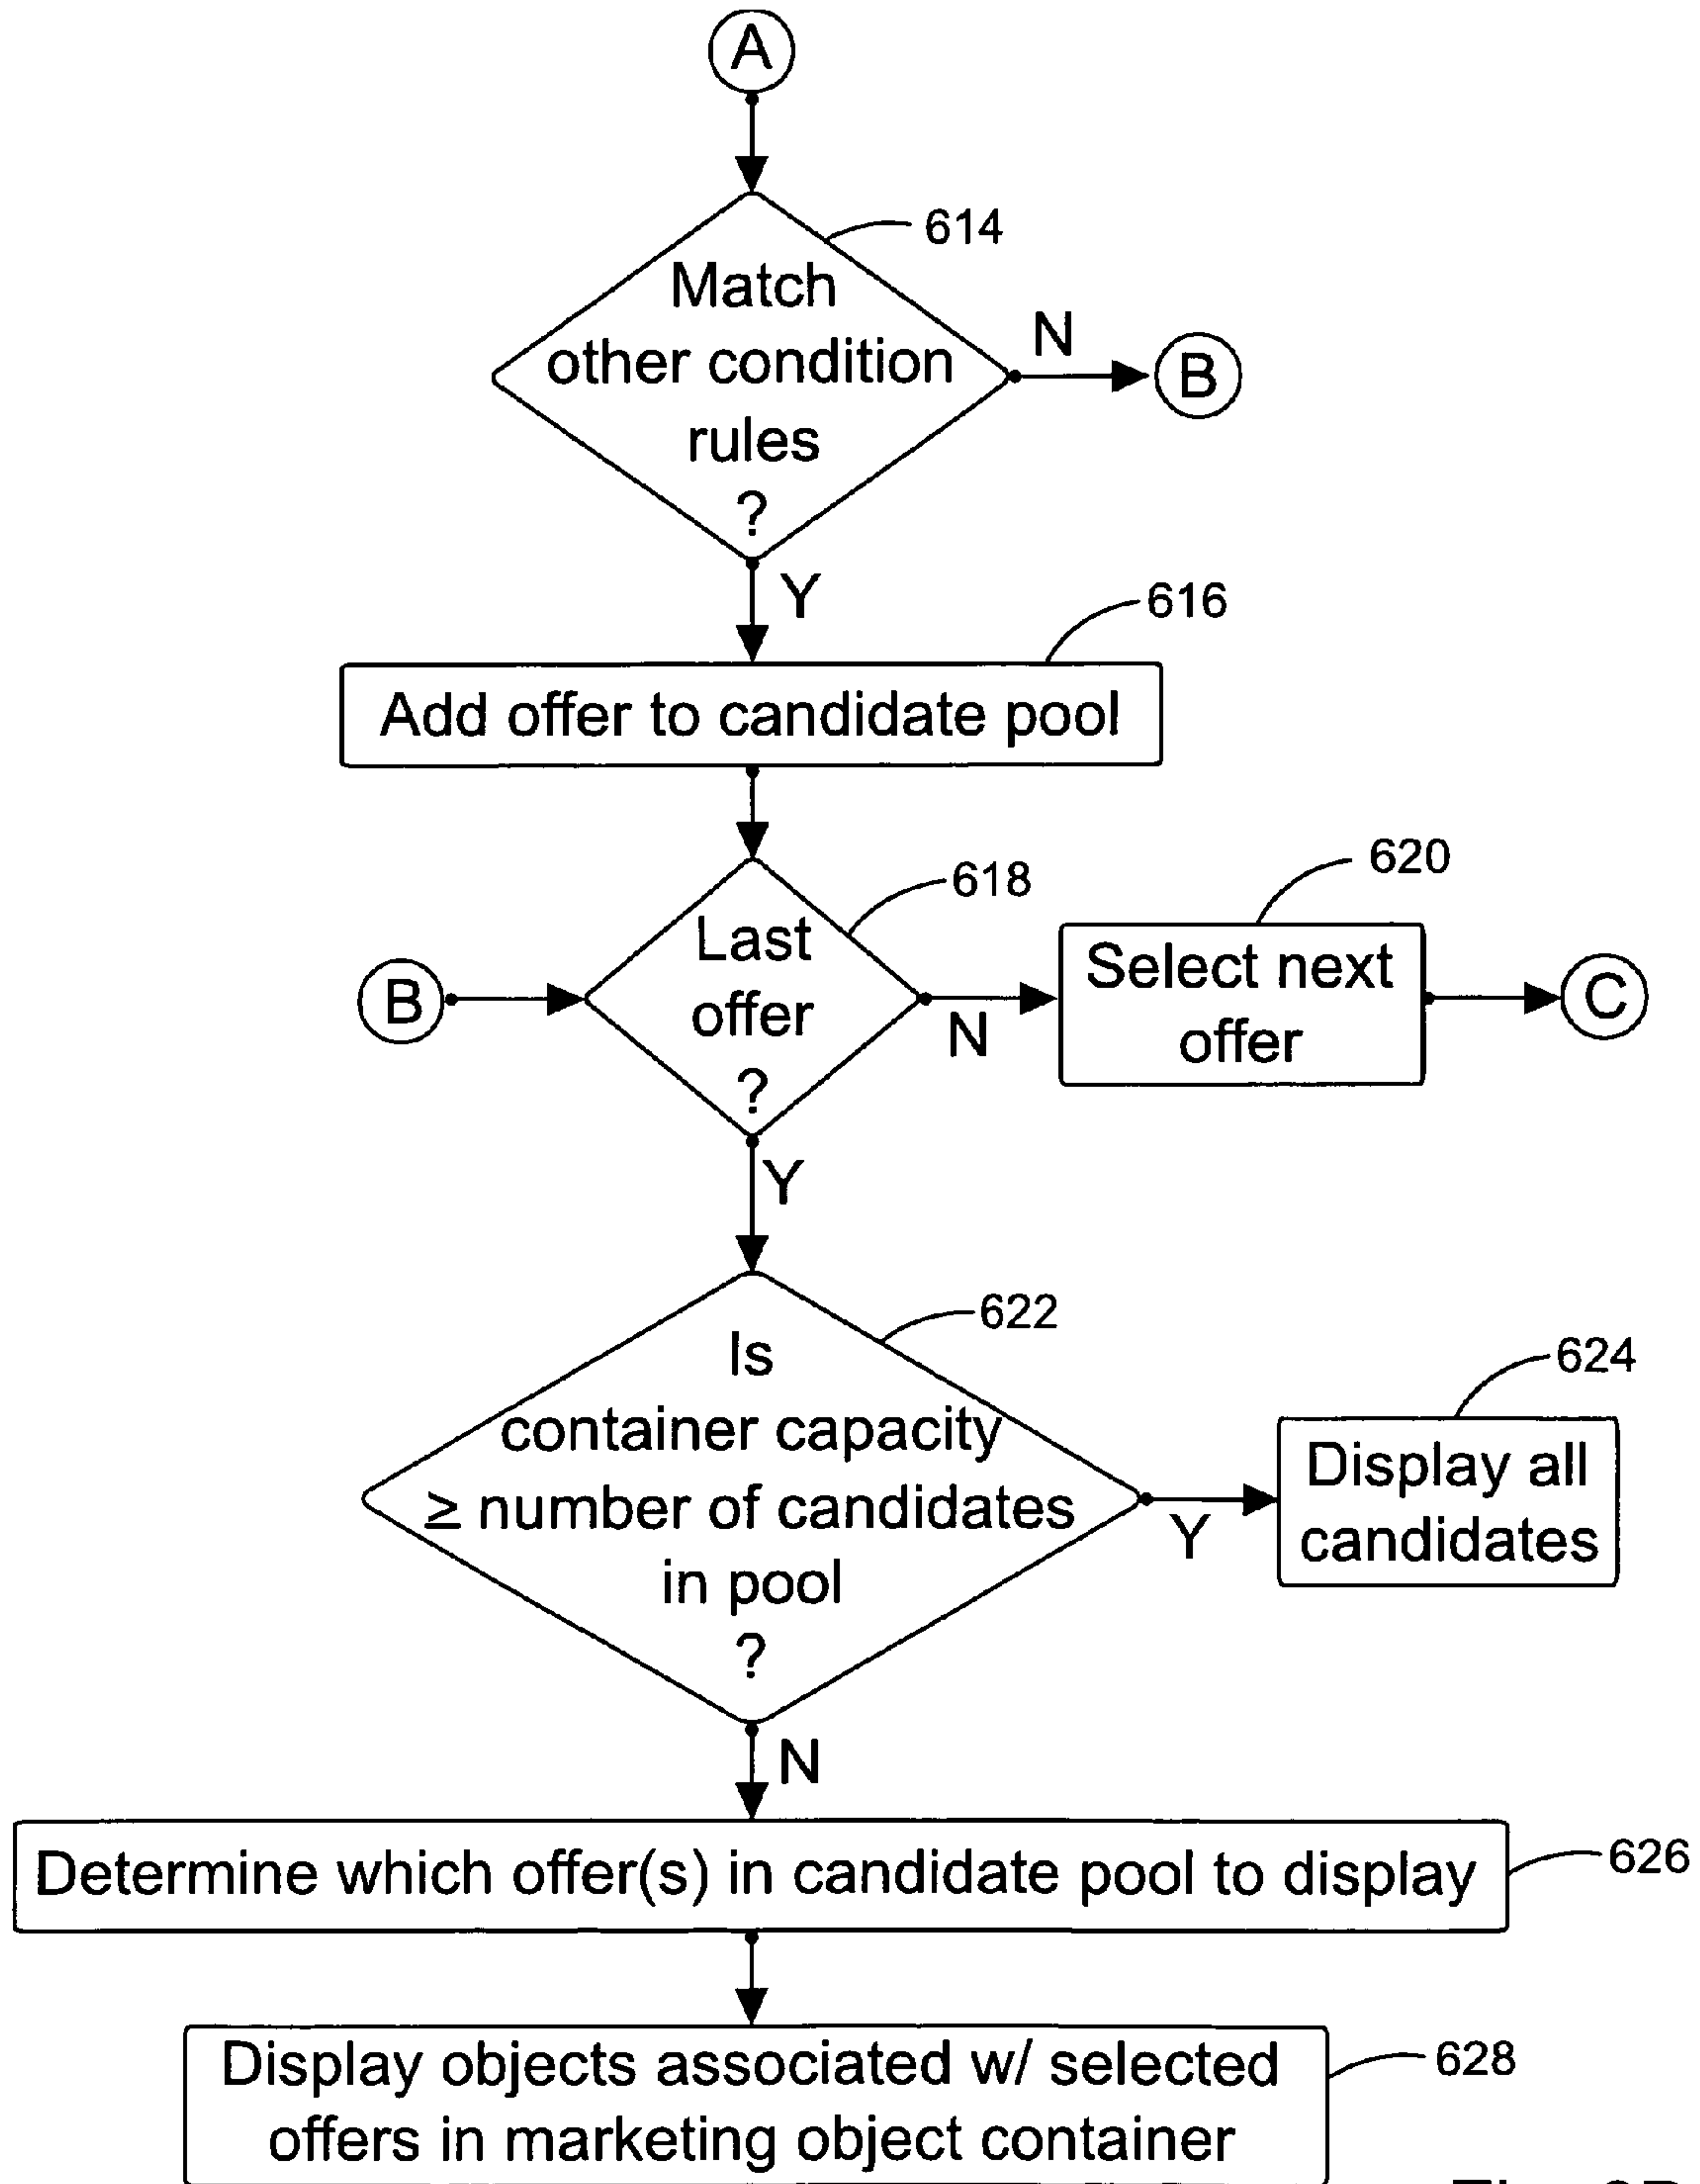 A
614
Match
other condition
rules
?
N
B
Y
616
Add offer to candidate pool
618
Last
offer
?
B
N
620
Select next
offer
C
Y
622
Is
container capacity
≥ number of candidates
in pool
?
Y
624
Display all
candidates
N
Determine which offer(s) in candidate pool to display
626
Display objects associated w/ selected
offers in marketing object container
628